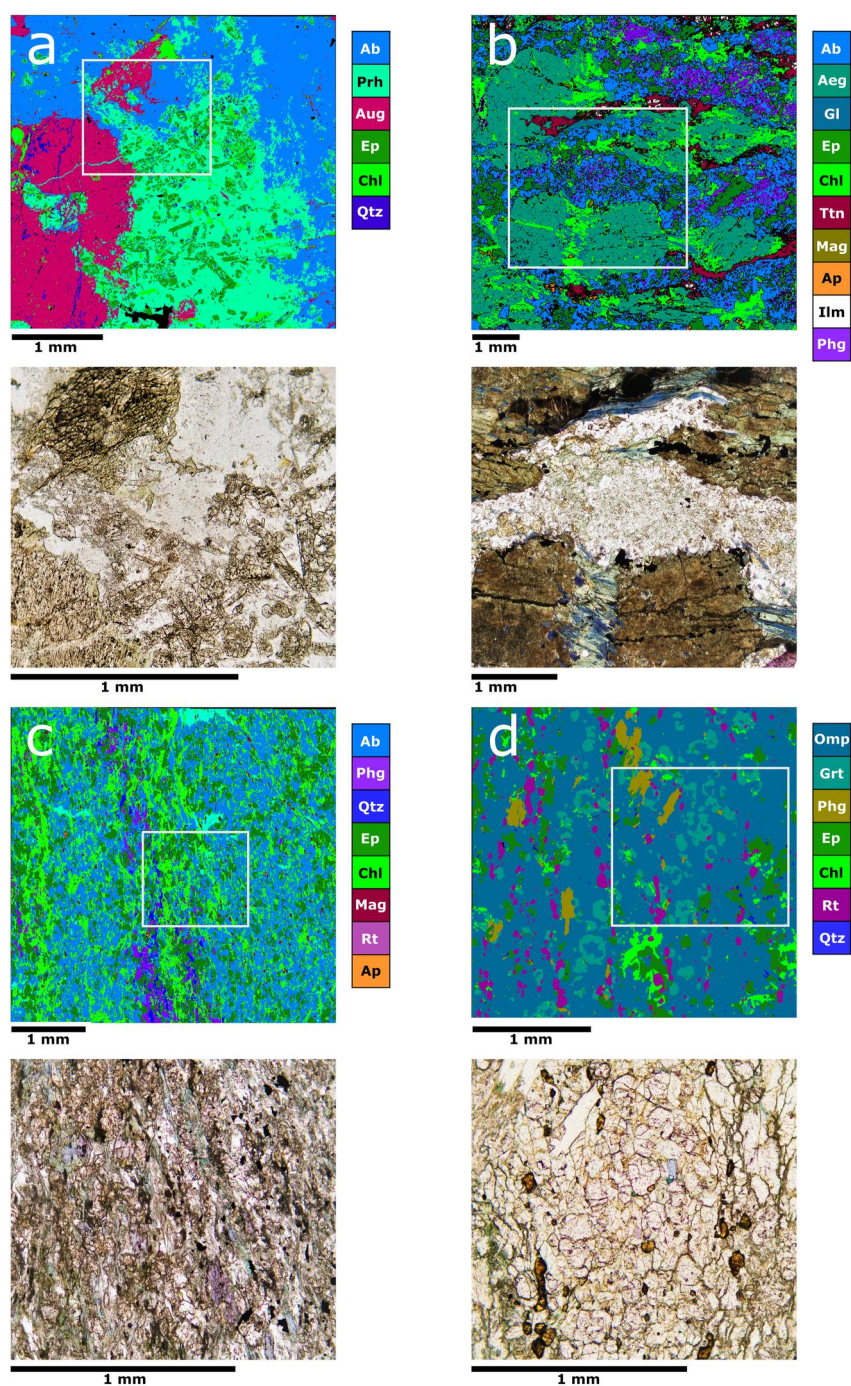 a
Ab
Prh
Aug
Ep
Chl
Qtz
1 mm
1 mm
b
Ab
Aeg
Gl
Ep
Chl
Ttn
Mag
Ap
Ilm
Phg
1 mm
1 mm
c
Ab
Phg
Qtz
Ep
Chl
Mag
Rt
Ap
1 mm
1 mm
d
Omp
Grt
Phg
Ep
Chl
Rt
Qtz
1 mm
1 mm